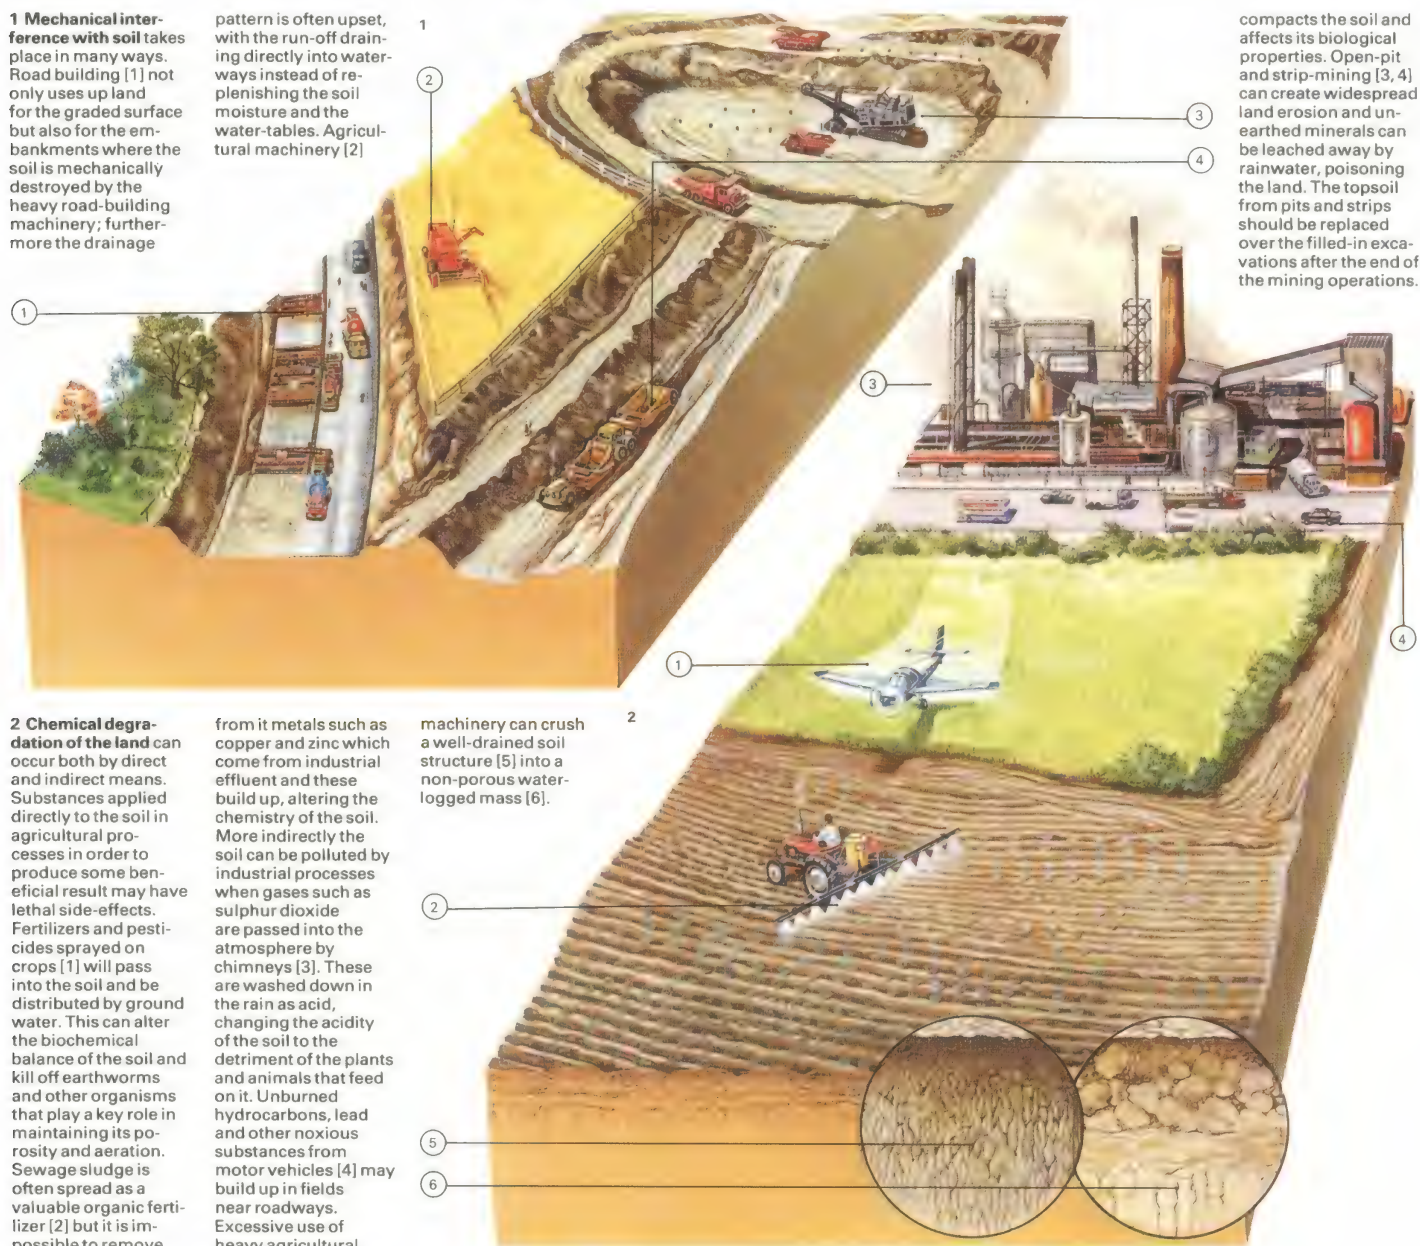 1 Mechanical inter-
ference with soil takes
place in many ways.
Road building [1] not
only uses up land
for the graded surface
but also for the em-
bankments where the
soil is mechanically
destroyed by the
heavy road-building
machinery; further-
more the drainage
pattern is often upset,
with the run-off drain-
ing directly into water-
ways instead of re-
plenishing the soil
moisture and the
water-tables. Agricul-
tural machinery [2]
compacts the soil and
affects its biological
properties. Open-pit
and strip-mining [3, 4]
can create widespread
land erosion and un-
earthed minerals can
be leached away by
rainwater, poisoning
the land. The topsoil
from pits and strips
should be replaced
over the filled-in exca-
vations after the end of
the mining operations.
1
2
3
4
1
2 Chemical degra-
dation of the land can
occur both by direct
and indirect means.
Substances applied
directly to the soil in
agricultural pro-
cesses in order to
produce some ben-
eficial result may have
lethal side-effects.
Fertilizers and pesti-
cides sprayed on
crops [1] will pass
into the soil and be
distributed by ground
water. This can alter
the biochemical
balance of the soil and
kill off earthworms
and other organisms
that play a key role in
maintaining its po-
rosity and aeration.
Sewage sludge is
often spread as a
valuable organic ferti-
lizer [2] but it is im-
possible to remove
from it metals such as
copper and zinc which
come from industrial
effluent and these
build up, altering the
chemistry of the soil.
More indirectly the
soil can be polluted by
industrial processes
when gases such as
sulphur dioxide
are passed into the
atmosphere by
chimneys [3]. These
are washed down in
the rain as acid,
changing the acidity
of the soil to the
detriment of the plants
and animals that feed
on it. Unburned
hydrocarbons, lead
and other noxious
substances from
motor vehicles [4] may
build up in fields
near roadways.
Excessive use of
heavy agricultural
machinery can crush
a well-drained soil
structure [5] into a
non-porous water-
logged mass [6].
2
3
4
1
2
5
6